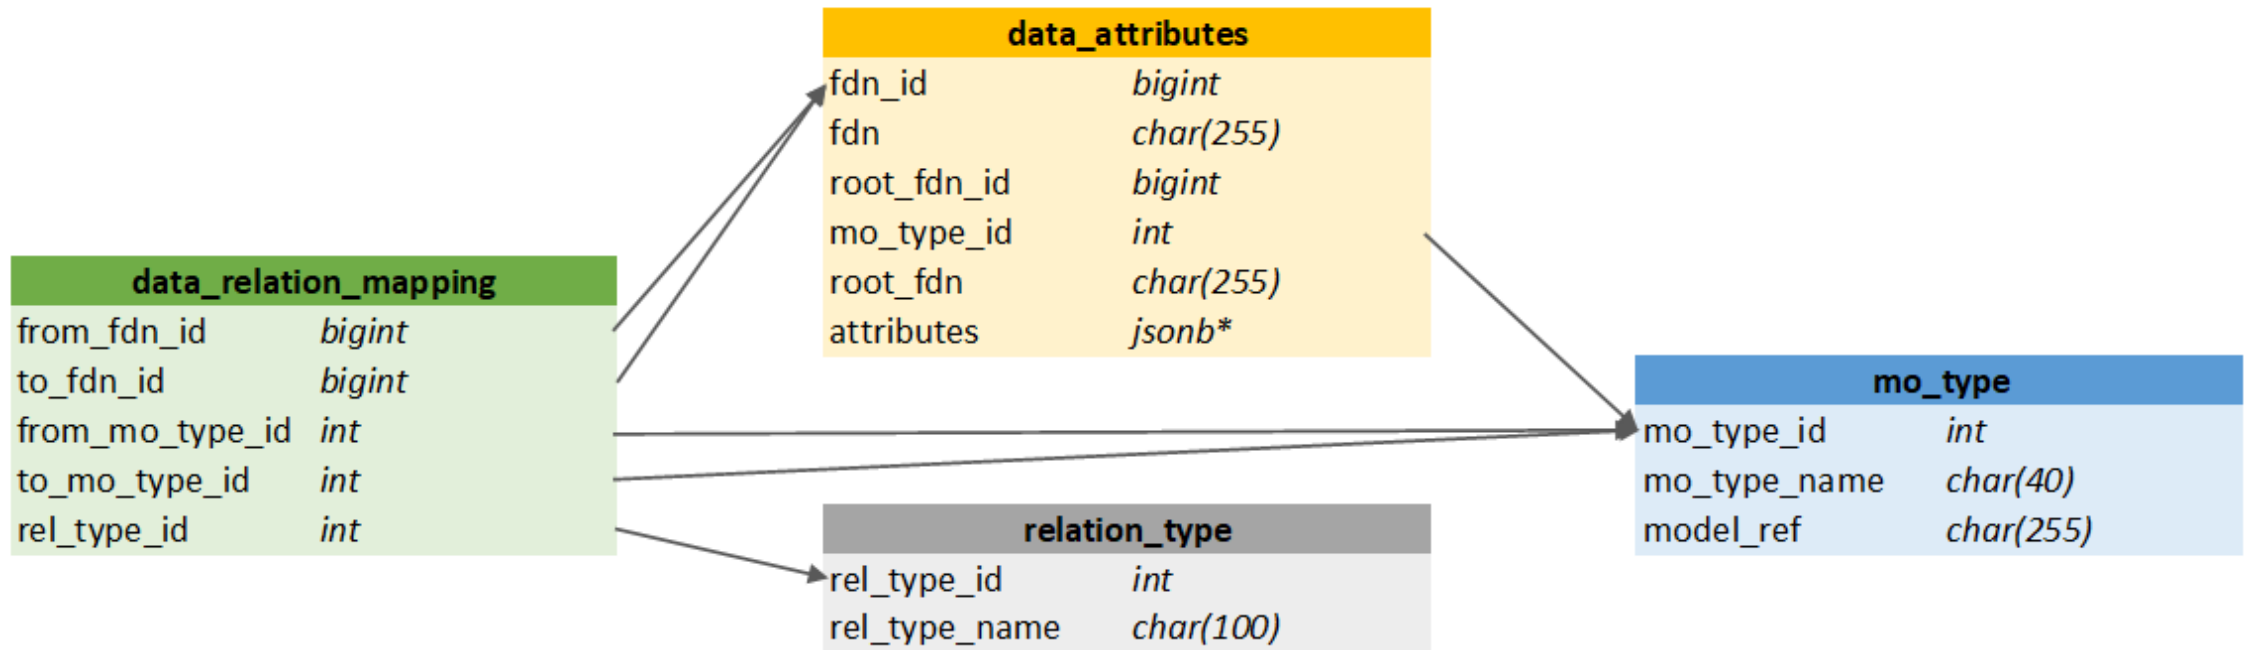 data_attributes
fdn_id bigint
fdn char(255)
root_fdn_id bigint
mo_type_id int
root_fdn char(255)
attributes jsonb*
data_relation_mapping
from_fdn_id bigint
to_fdn_id bigint
from_mo_type_id int
to_mo_type_id int
rel_type_id int
relation_type
rel_type_id int
rel_type_name char(100)
mo_type
mo_type_id int
mo_type_name char(40)
model_ref char(255)